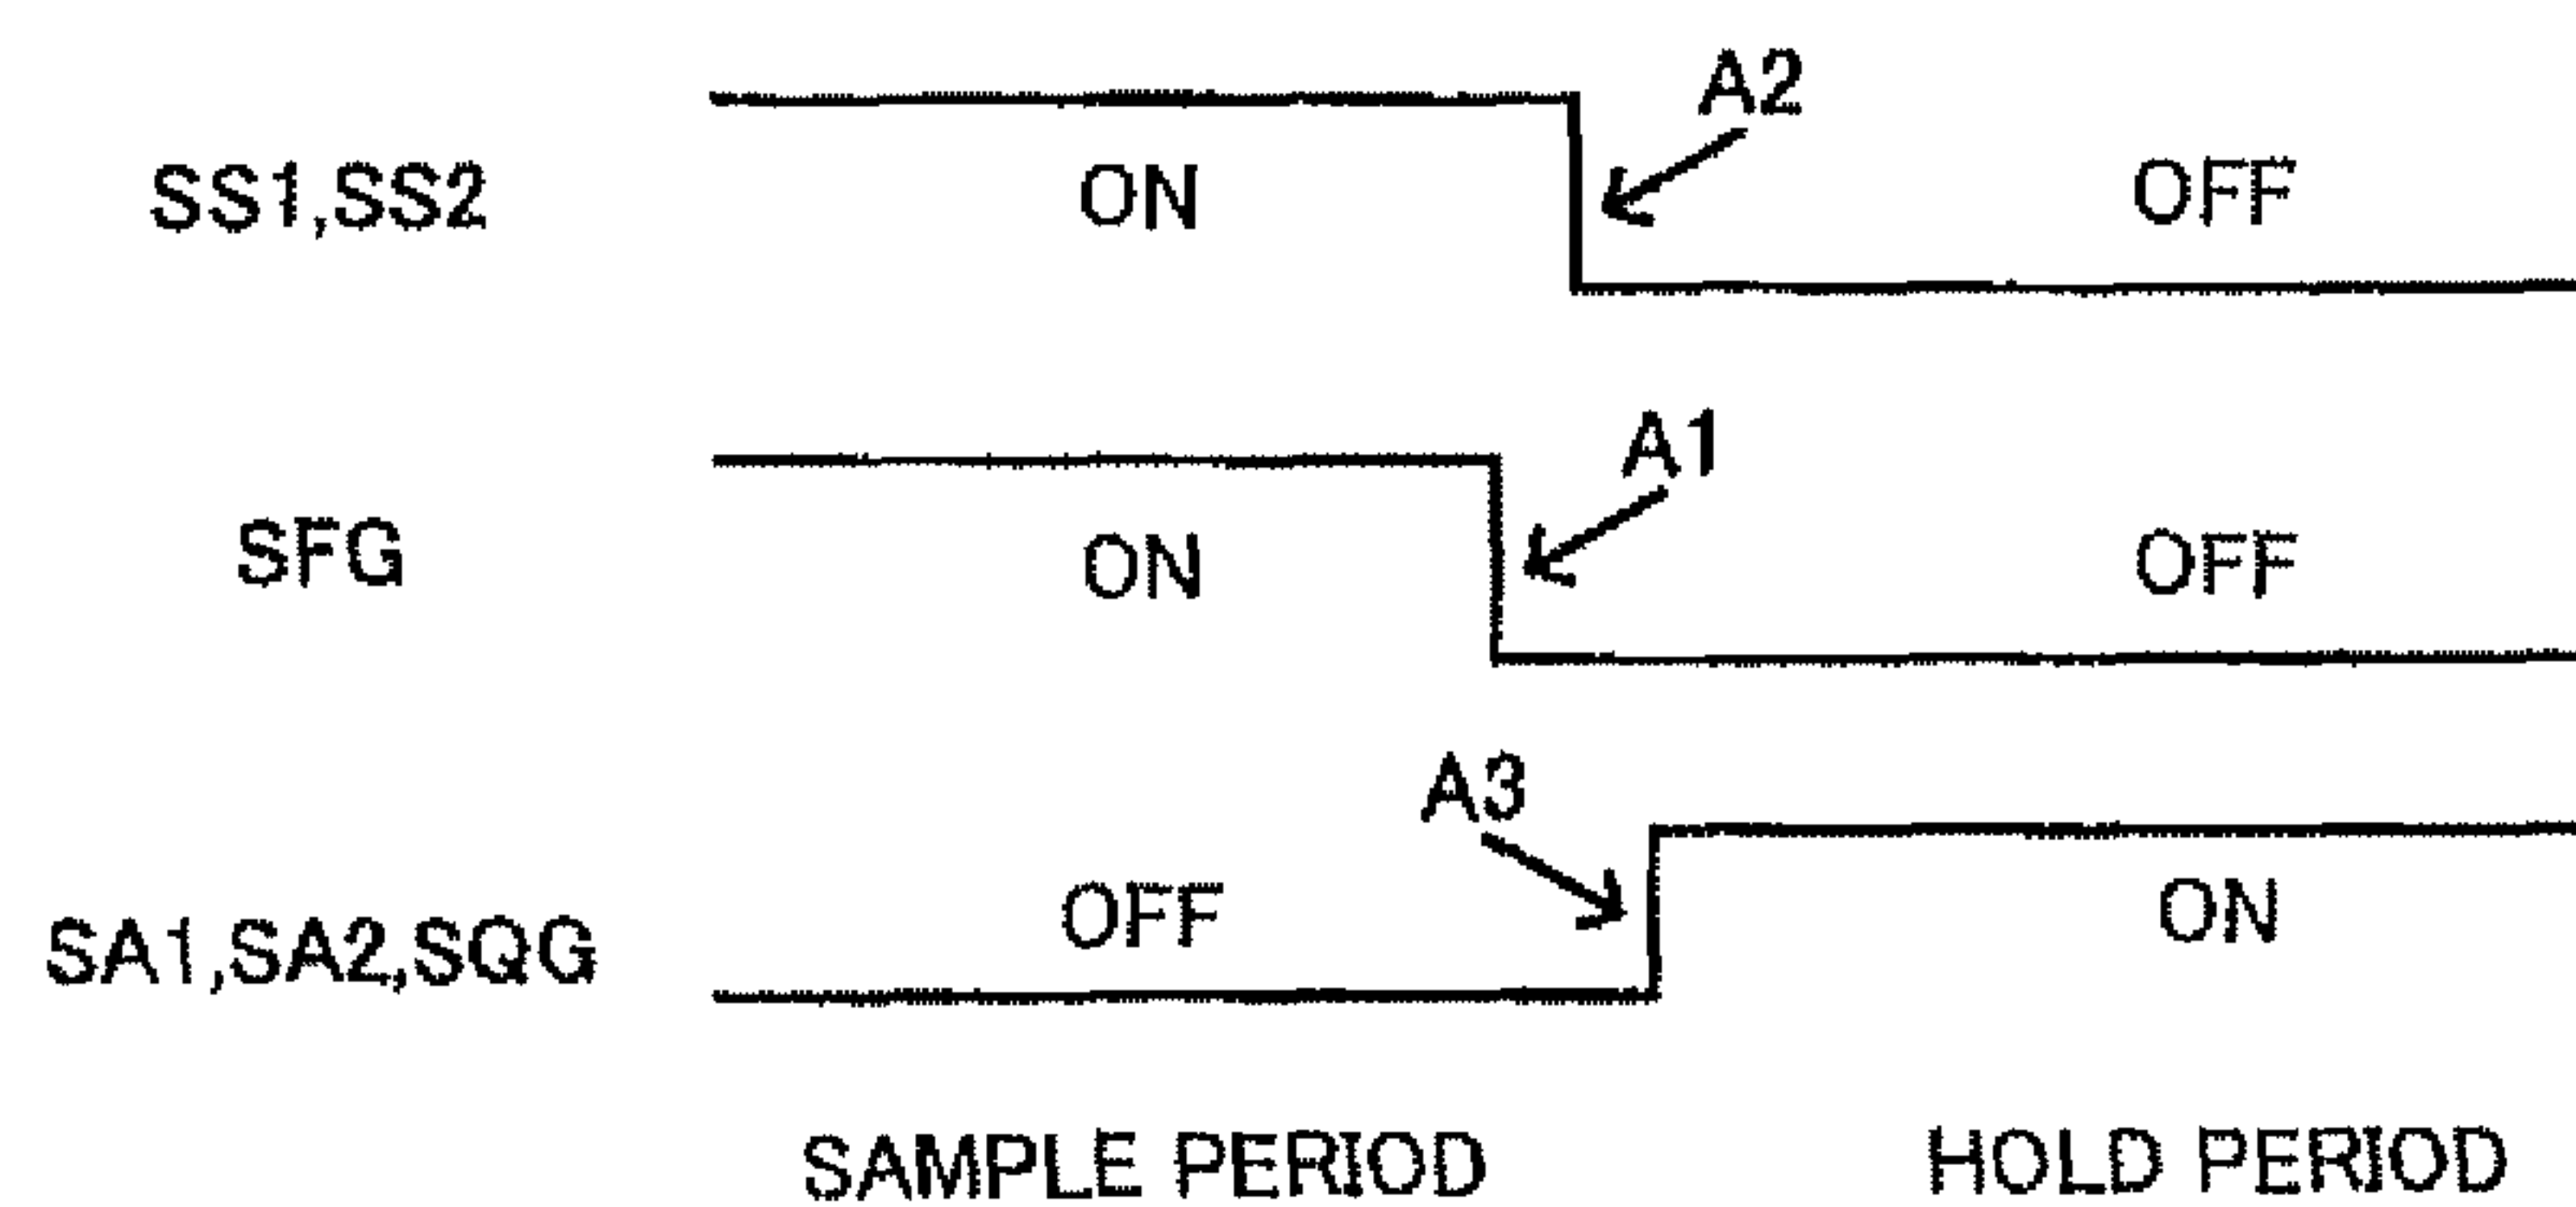 A2
SS1,SS2 ON OFF
A1
SFG ON OFF
A3
SA1,SA2,SQG OFF ON
SAMPLE PERIOD HOLD PERIOD